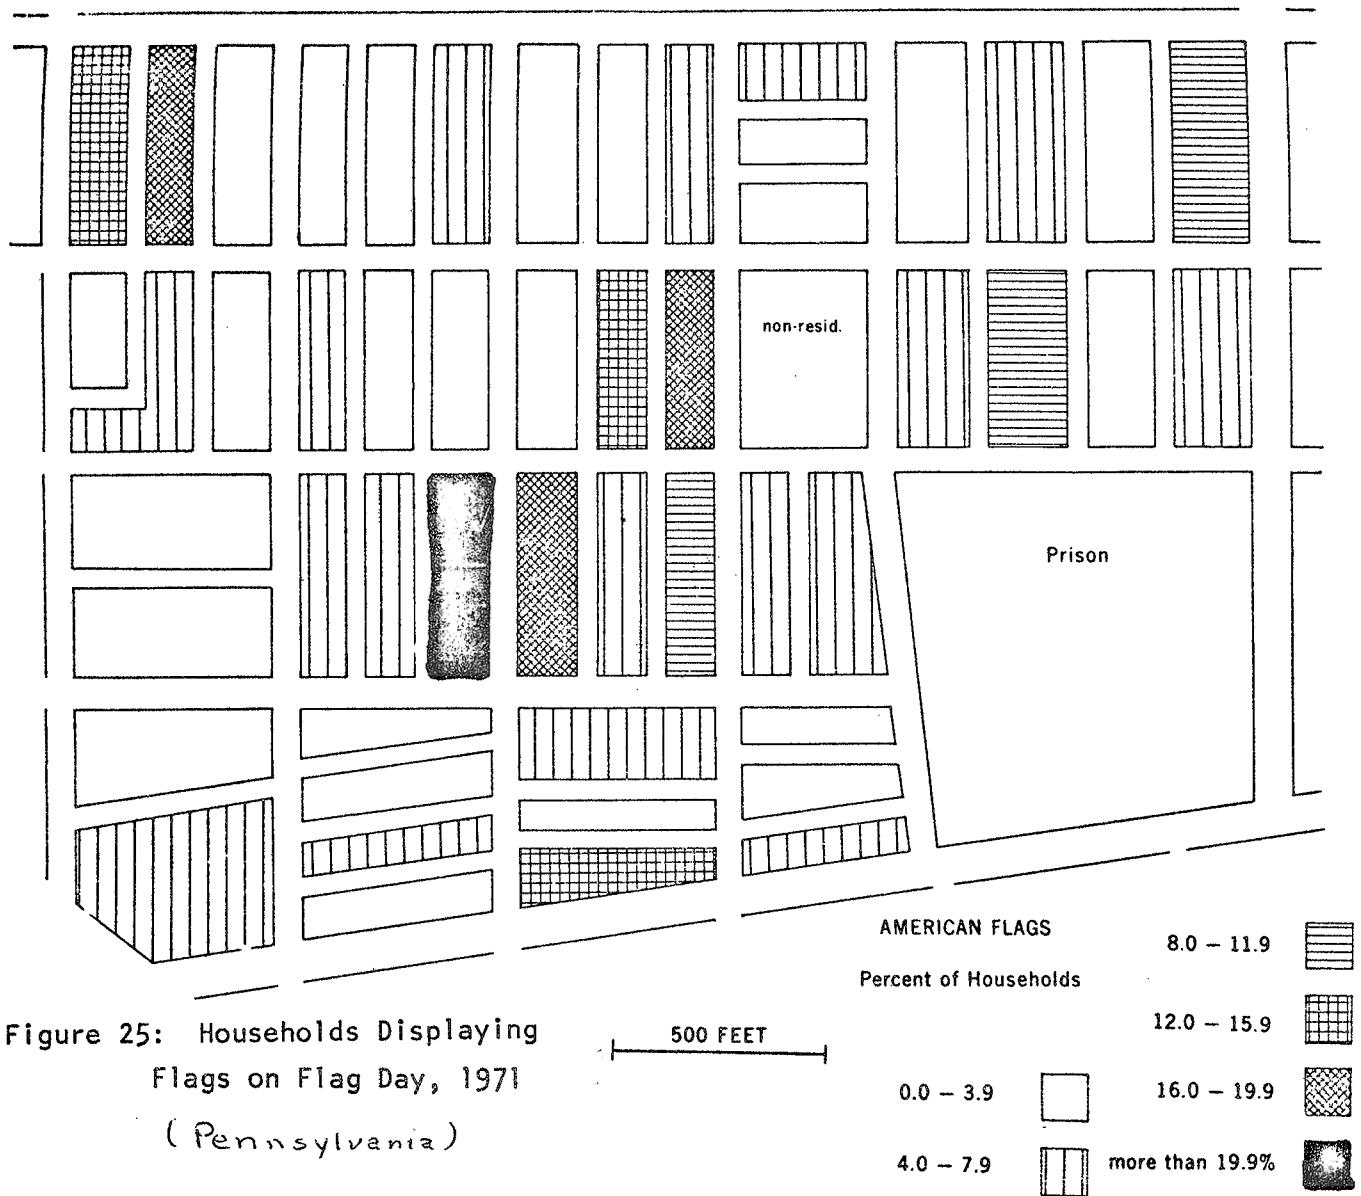 non-resid.
Prison
AMERICAN FLAGS
Percent of Households
8.0 – 11.9
12.0 – 15.9
16.0 – 19.9
more than 19.9%
0.0 – 3.9
4.0 – 7.9
500 FEET
Figure 25: Households Displaying
Flags on Flag Day, 1971
(Pennsylvania)